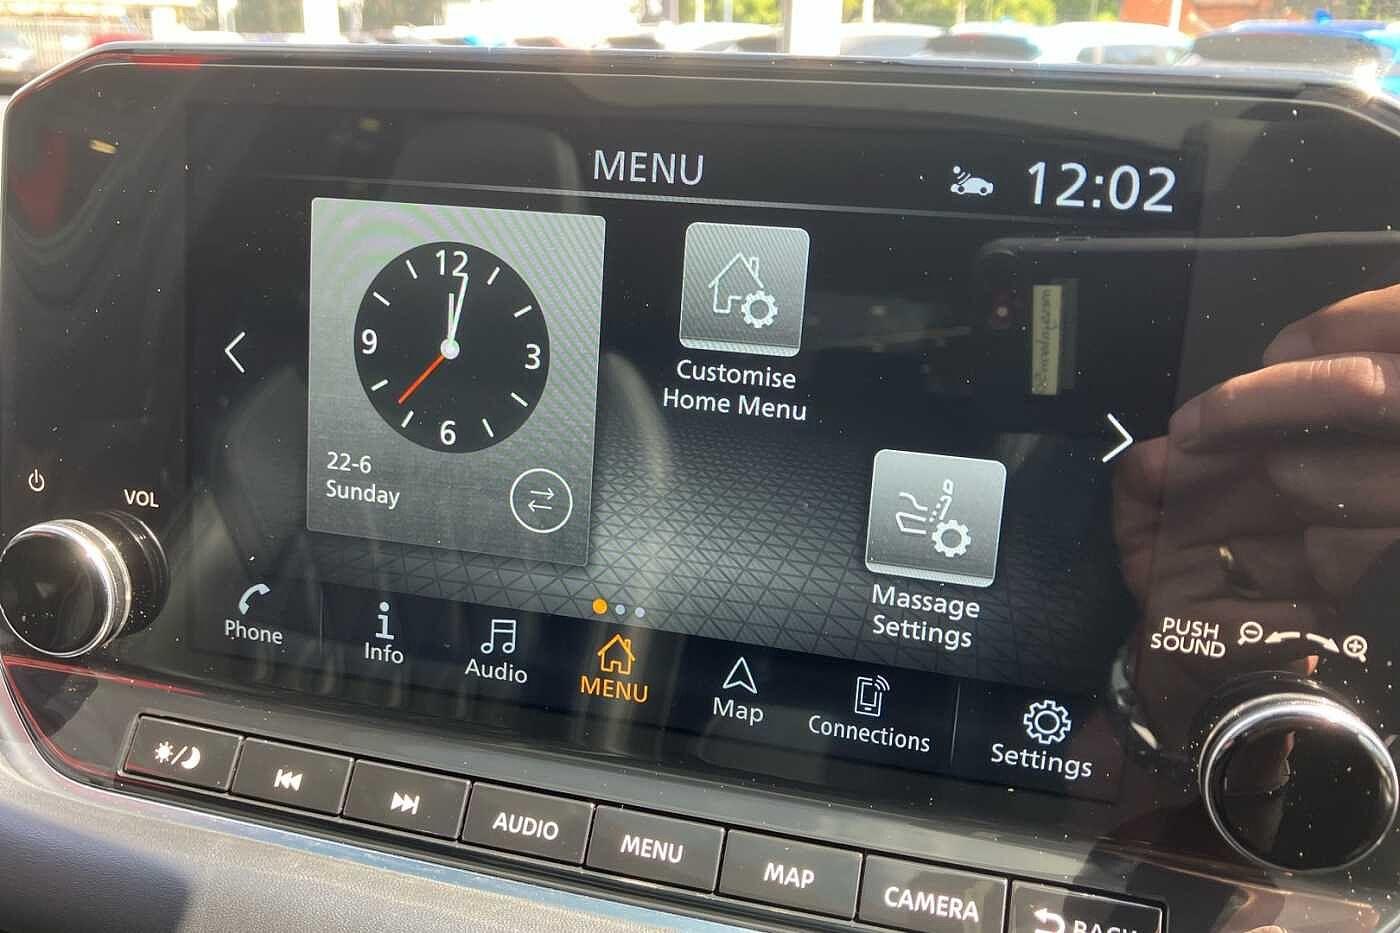 MENU
12:02
12
3
6
9
22-6
Sunday
Customise
Home Menu
Massage
Settings
VOL
PUSH
SOUND
Phone
Info
Audio
MENU
Map
Connections
Settings
AUDIO
MENU
MAP
CAMERA
BACK